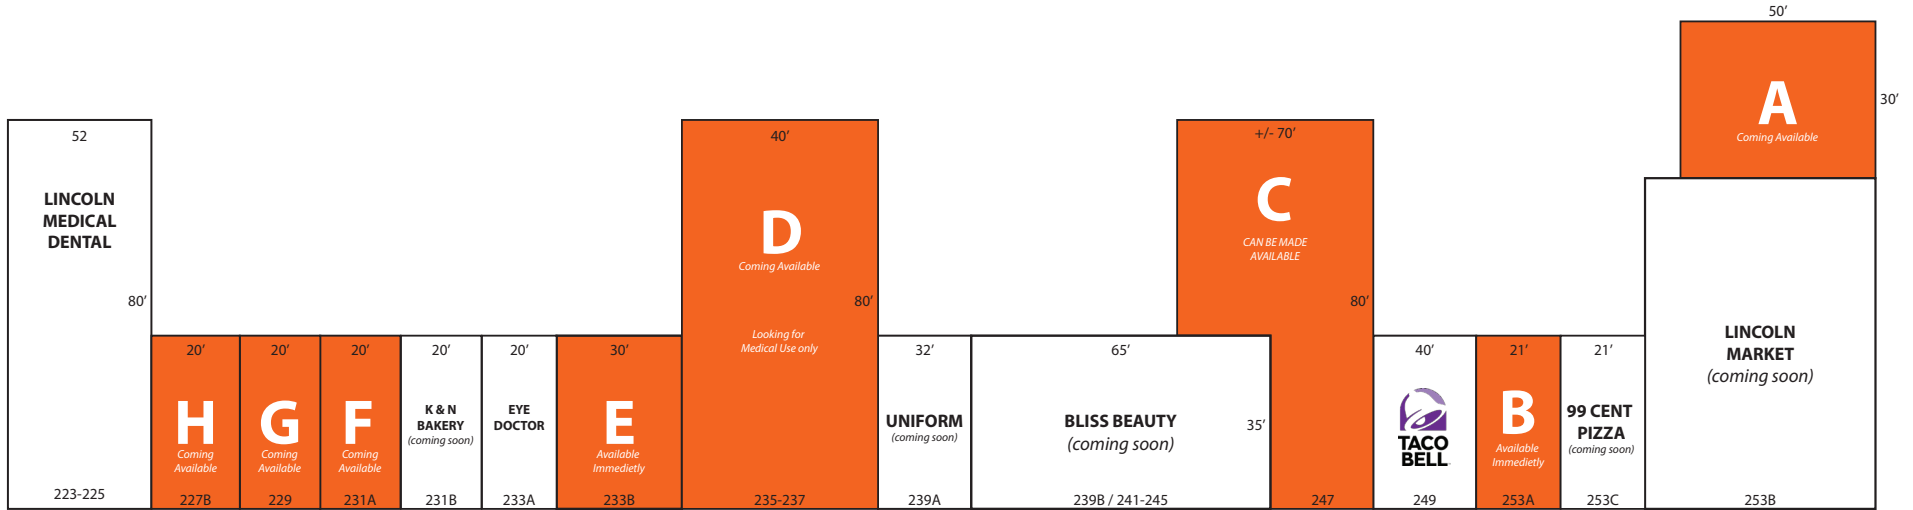 50’
A
Coming Available
30’
52
LINCOLN
MEDICAL
DENTAL
80’
223-225
20’
H
Coming
Available
227B
20’
G
Coming
Available
229
20’
F
Coming
Available
231A
20’
K & N
BAKERY
(coming soon)
231B
20’
EYE
DOCTOR
233A
30’
E
Available
Immedietly
233B
40’
D
Coming Available
80’
Looking for
Medical Use only
235-237
32’
UNIFORM
(coming soon)
239A
65’
BLISS BEAUTY
(coming soon)
35’
239B / 241-245
+/- 70’
C
CAN BE MADE
AVAILABLE
80’
247
40’
TACO
BELL
249
21’
B
Available
Immedietly
253A
21’
99 CENT
PIZZA
(coming soon)
253C
LINCOLN
MARKET
(coming soon)
253B